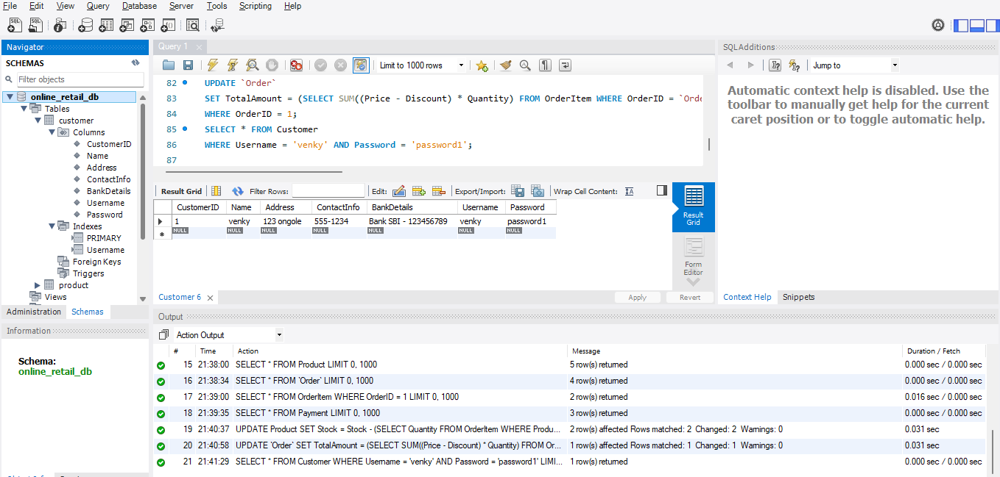 File Edit View Query Database Server Tools Scripting Help
Navigator
SCHEMAS
Filter objects
online_retail_db
Tables
customer
Columns
CustomerID
Name
Address
ContactInfo
BankDetails
Username
Password
Indexes
PRIMARY
Username
Foreign Keys
Triggers
product
Views
Administration Schemas
Information
Schema:
online_retail_db
Query 1
Limit to 1000 rows
82 UPDATE `Order`
83 SET TotalAmount = (SELECT SUM((Price - Discount) * Quantity) FROM OrderItem WHERE OrderID = `Orde
84 WHERE OrderID = 1;
85 SELECT * FROM Customer
86 WHERE Username = 'venky' AND Password = 'password1';
87
Result Grid Filter Rows: Edit: Export/Import: Wrap Cell Content:
CustomerID Name Address ContactInfo BankDetails Username Password
1 venky 123 ongole 555-1234 Bank SBI - 123456789 venky password1
NULL NULL NULL NULL NULL NULL NULL
Result
Grid
Form
Editor
Customer 6 Apply Revert
SQLAdditions
Jump to
Automatic context help is disabled. Use the
toolbar to manually get help for the current
caret position or to toggle automatic help.
Context Help Snippets
Output
Action Output
# Time Action Message Duration / Fetch
15 21:38:00 SELECT * FROM Product LIMIT 0, 1000 5 row(s) returned 0.000 sec / 0.000 sec
16 21:38:34 SELECT * FROM `Order` LIMIT 0, 1000 4 row(s) returned 0.000 sec / 0.000 sec
17 21:39:00 SELECT * FROM OrderItem WHERE OrderID = 1 LIMIT 0, 1000 2 row(s) returned 0.016 sec / 0.000 sec
18 21:39:35 SELECT * FROM Payment LIMIT 0, 1000 3 row(s) returned 0.000 sec / 0.000 sec
19 21:40:37 UPDATE Product SET Stock = Stock - (SELECT Quantity FROM OrderItem WHERE Produ... 2 row(s) affected Rows matched: 2 Changed: 2 Warnings: 0 0.031 sec
20 21:40:58 UPDATE `Order` SET TotalAmount = (SELECT SUM((Price - Discount) * Quantity) FROM Or... 1 row(s) affected Rows matched: 1 Changed: 1 Warnings: 0 0.031 sec
21 21:41:29 SELECT * FROM Customer WHERE Username = 'venky' AND Password = 'password1' LIMI... 1 row(s) returned 0.000 sec / 0.000 sec